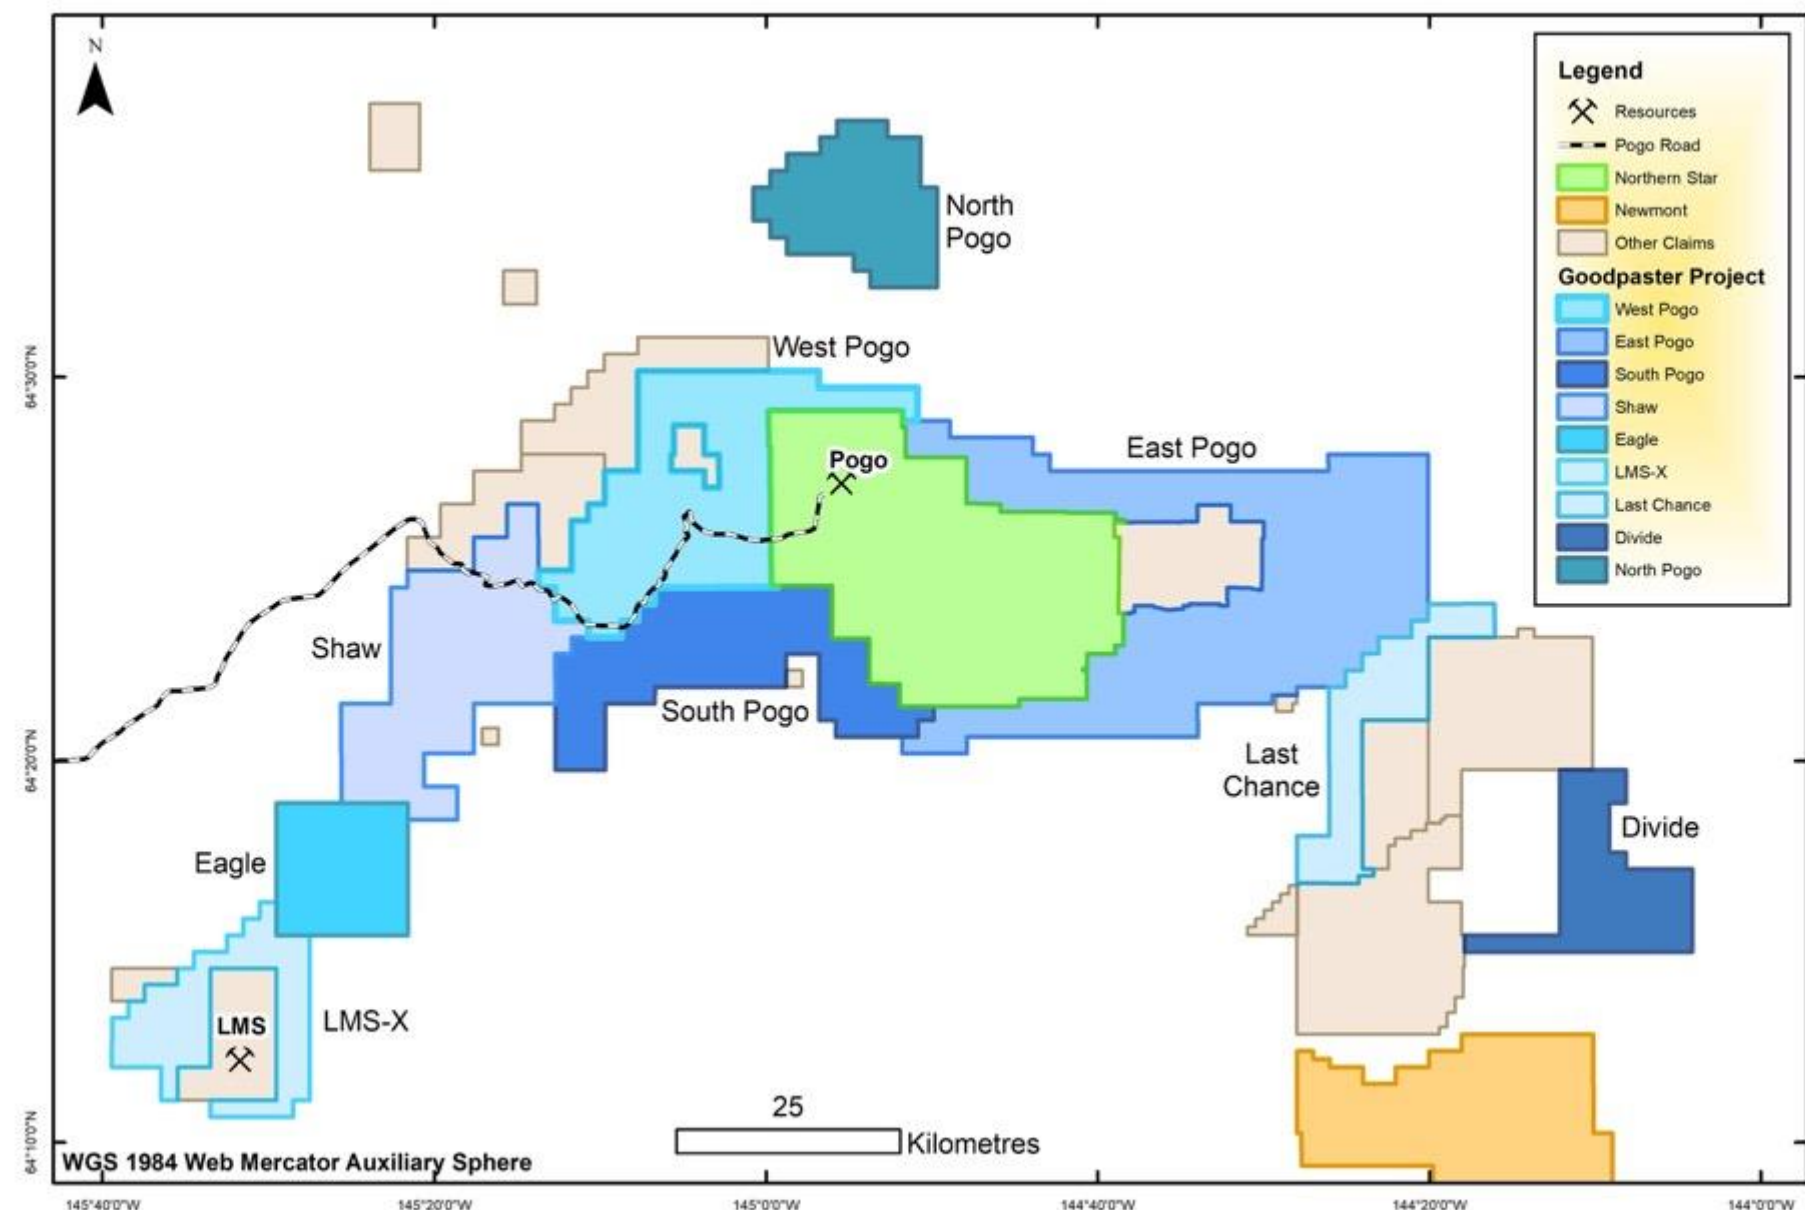 N
North
Pogo
West Pogo
Pogo
East Pogo
Shaw
South Pogo
Last
Chance
Eagle
Divide
LMS
LMS-X
25
Kilometres
WGS 1984 Web Mercator Auxiliary Sphere
Legend
Resources
Pogo Road
Northern Star
Newmont
Other Claims
Goodpaster Project
West Pogo
East Pogo
South Pogo
Shaw
Eagle
LMS-X
Last Chance
Divide
North Pogo
64°30'0"N
64°20'0"N
64°10'0"N
145°40'0"W
145°20'0"W
145°0'0"W
144°40'0"W
144°20'0"W
144°0'0"W